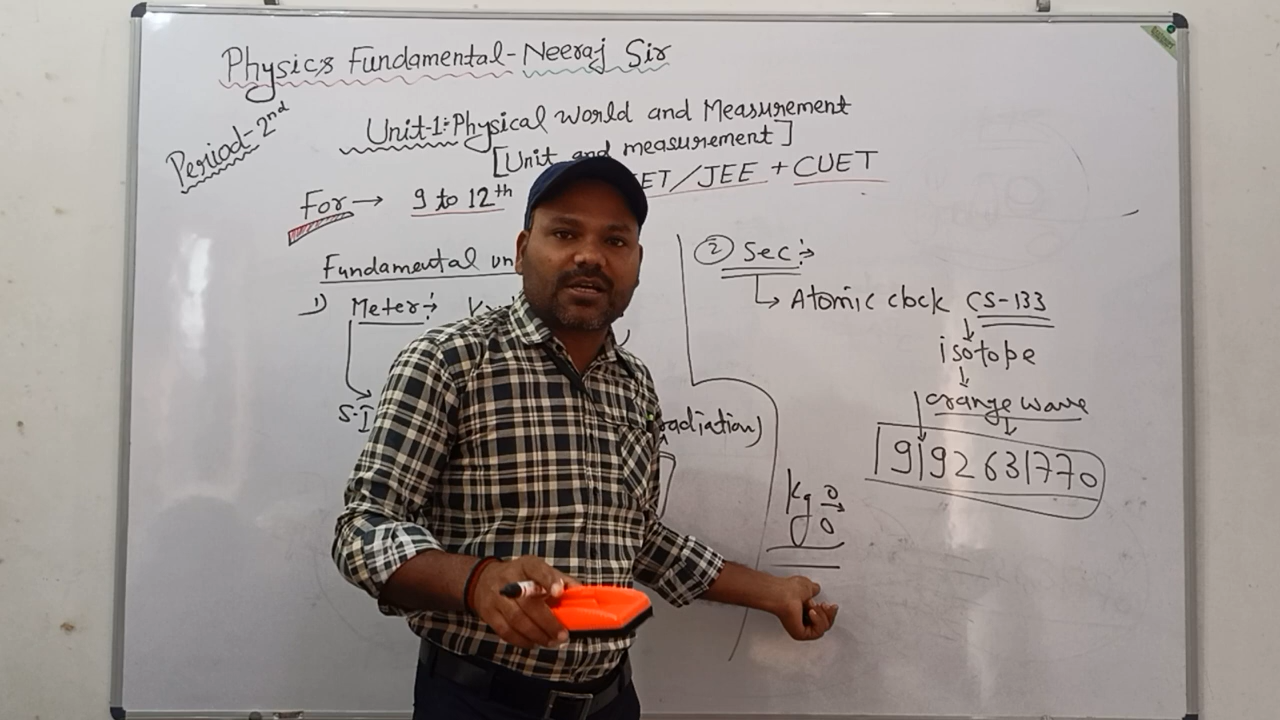 Physics Fundamental-Neeraj Sir
Period-2nd
Unit-1:Physical World and Measurement
[Unit and measurement]
For→ 9 to 12th ET/JEE + CUET
Fundamental un
1) Meter:→
S.I
radiation)
② Sec:→
Atomic clock CS-133
isotope
orange wave
9192631770
Kg